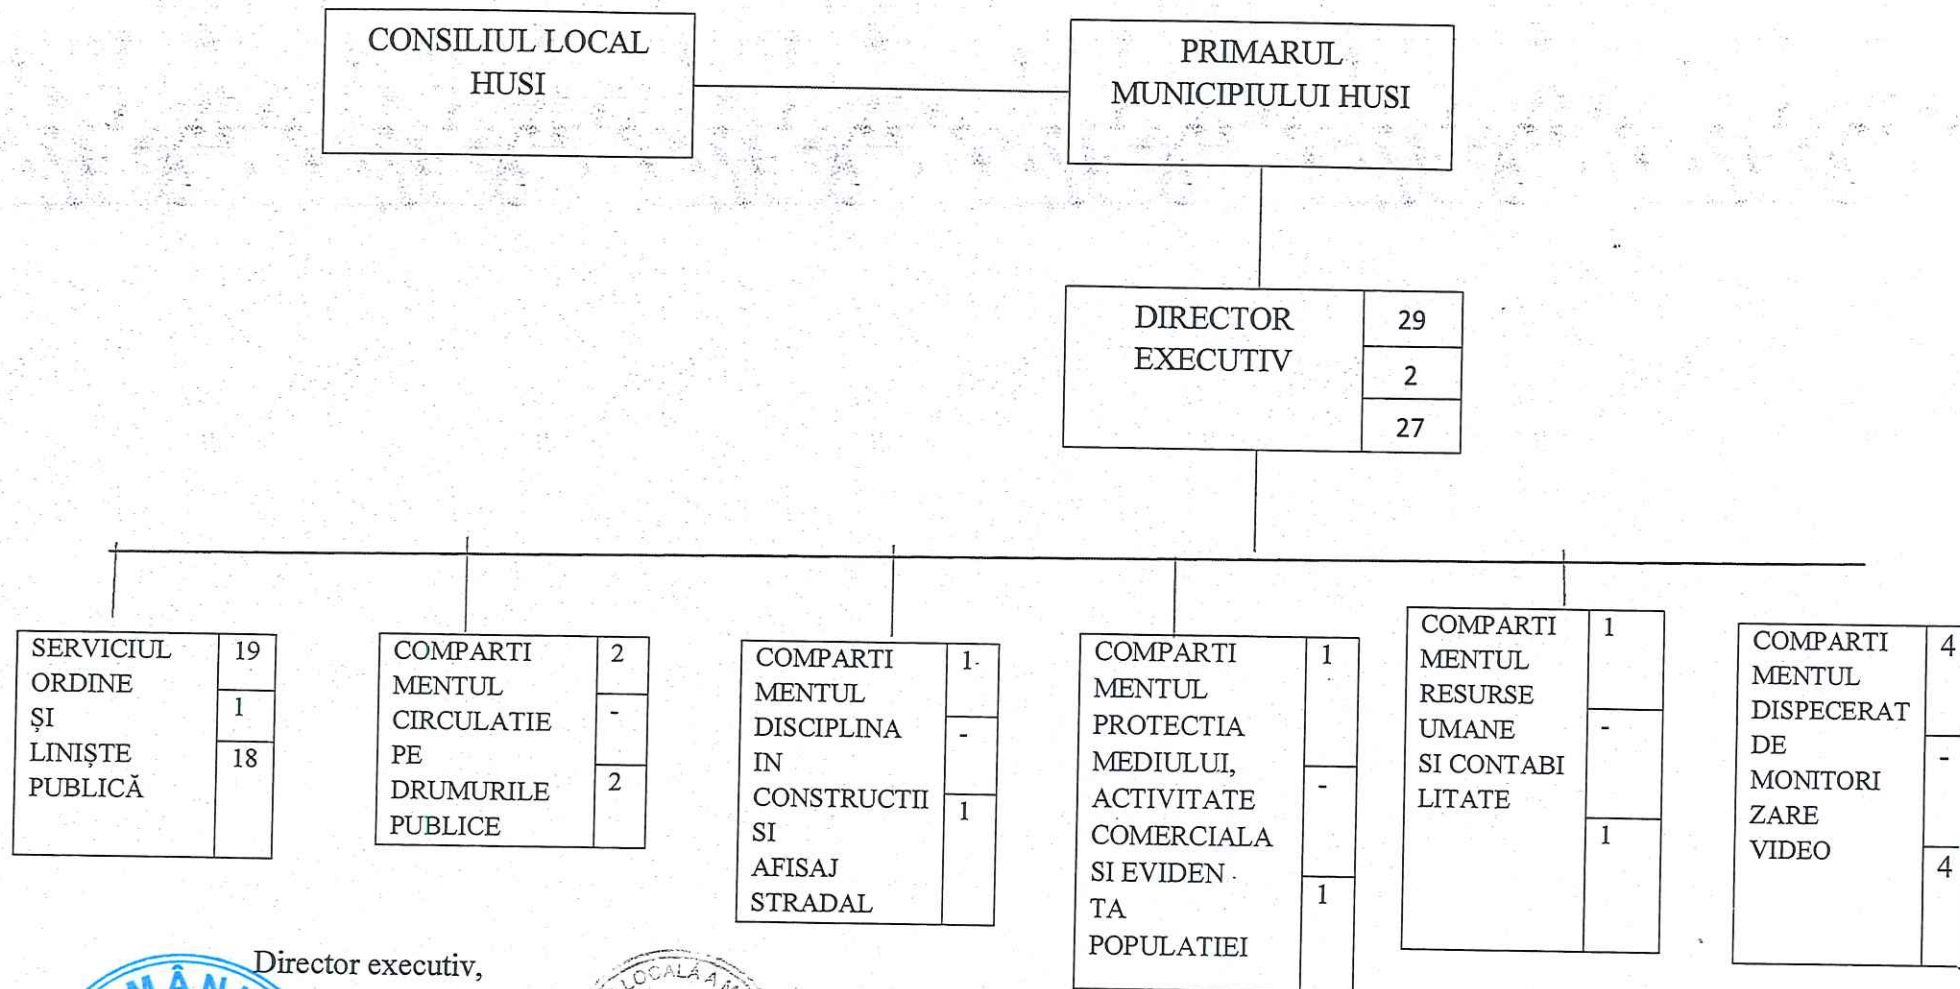 CONSILIUL LOCAL
HUSI
PRIMARUL
MUNICIPIULUI HUSI
DIRECTOR
EXECUTIV
29
2
27
SERVICIUL
ORDINE
ȘI
LINIȘTE
PUBLICĂ
19
1
18
COMPARTI
MENTUL
CIRCULATIE
PE
DRUMURILE
PUBLICE
2
-
2
COMPARTI
MENTUL
DISCIPLINA
IN
CONSTRUCTII
SI
AFISAJ
STRADAL
1
-
1
COMPARTI
MENTUL
PROTECTIA
MEDIULUI,
ACTIVITATE
COMERCIALA
SI EVIDEN
TA
POPULATIEI
1
-
1
COMPARTI
MENTUL
RESURSE
UMANE
SI CONTABI
LITATE
1
-
1
COMPARTI
MENTUL
DISPECERAT
DE
MONITORI
ZARE
VIDEO
4
-
4
Director executiv,
LOCALĂ A